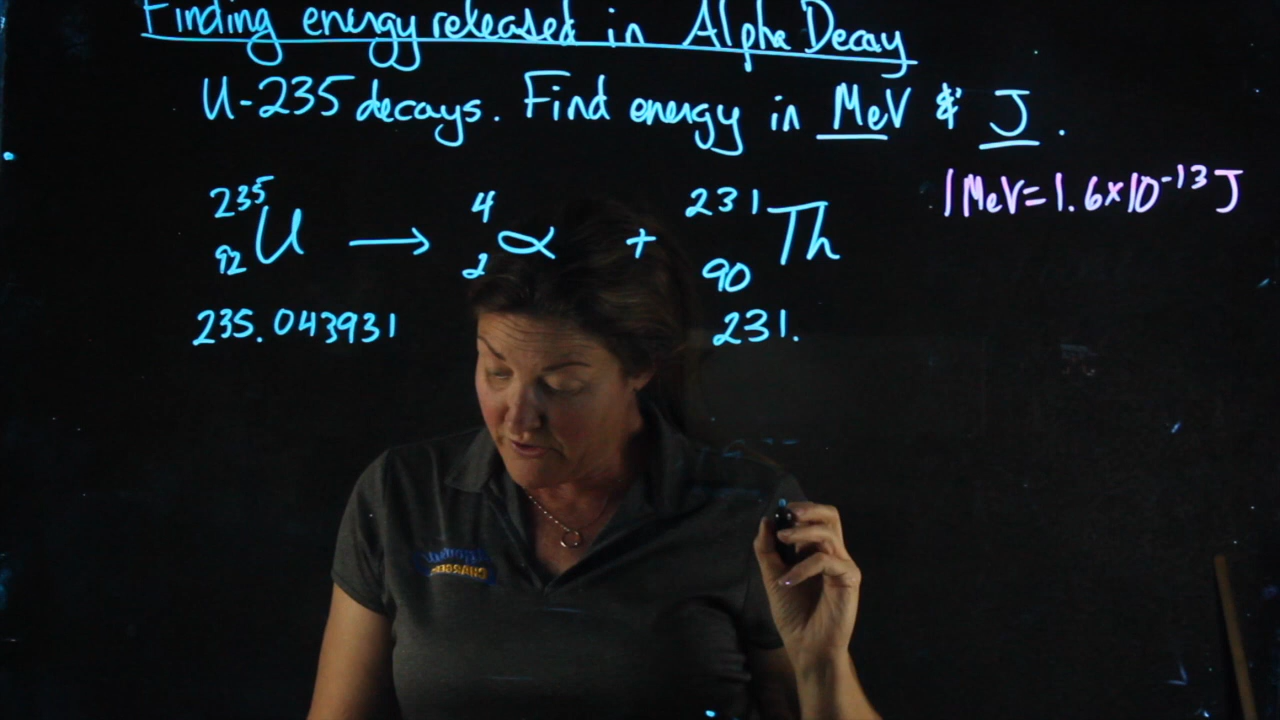 Finding energy released in Alpha Decay
U-235 decays. Find energy in MeV & J.
1 MeV = 1.6×10⁻¹³ J
²³⁵₉₂U → ⁴₂α + ²³¹₉₀Th
235.043931 231.